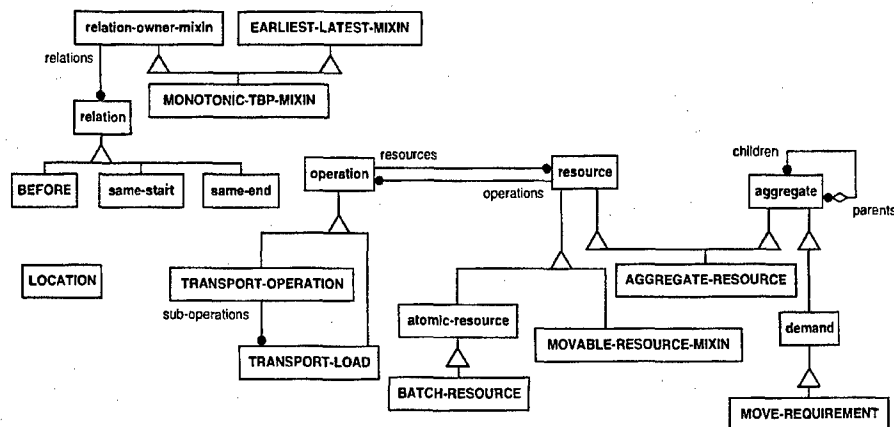 relation-owner-mixin
EARLIEST-LATEST-MIXIN
relations
MONOTONIC-TBP-MIXIN
relation
BEFORE
same-start
same-end
operation
resources
operations
resource
children
aggregate
parents
LOCATION
TRANSPORT-OPERATION
sub-operations
TRANSPORT-LOAD
AGGREGATE-RESOURCE
atomic-resource
MOVABLE-RESOURCE-MIXIN
BATCH-RESOURCE
demand
MOVE-REQUIREMENT